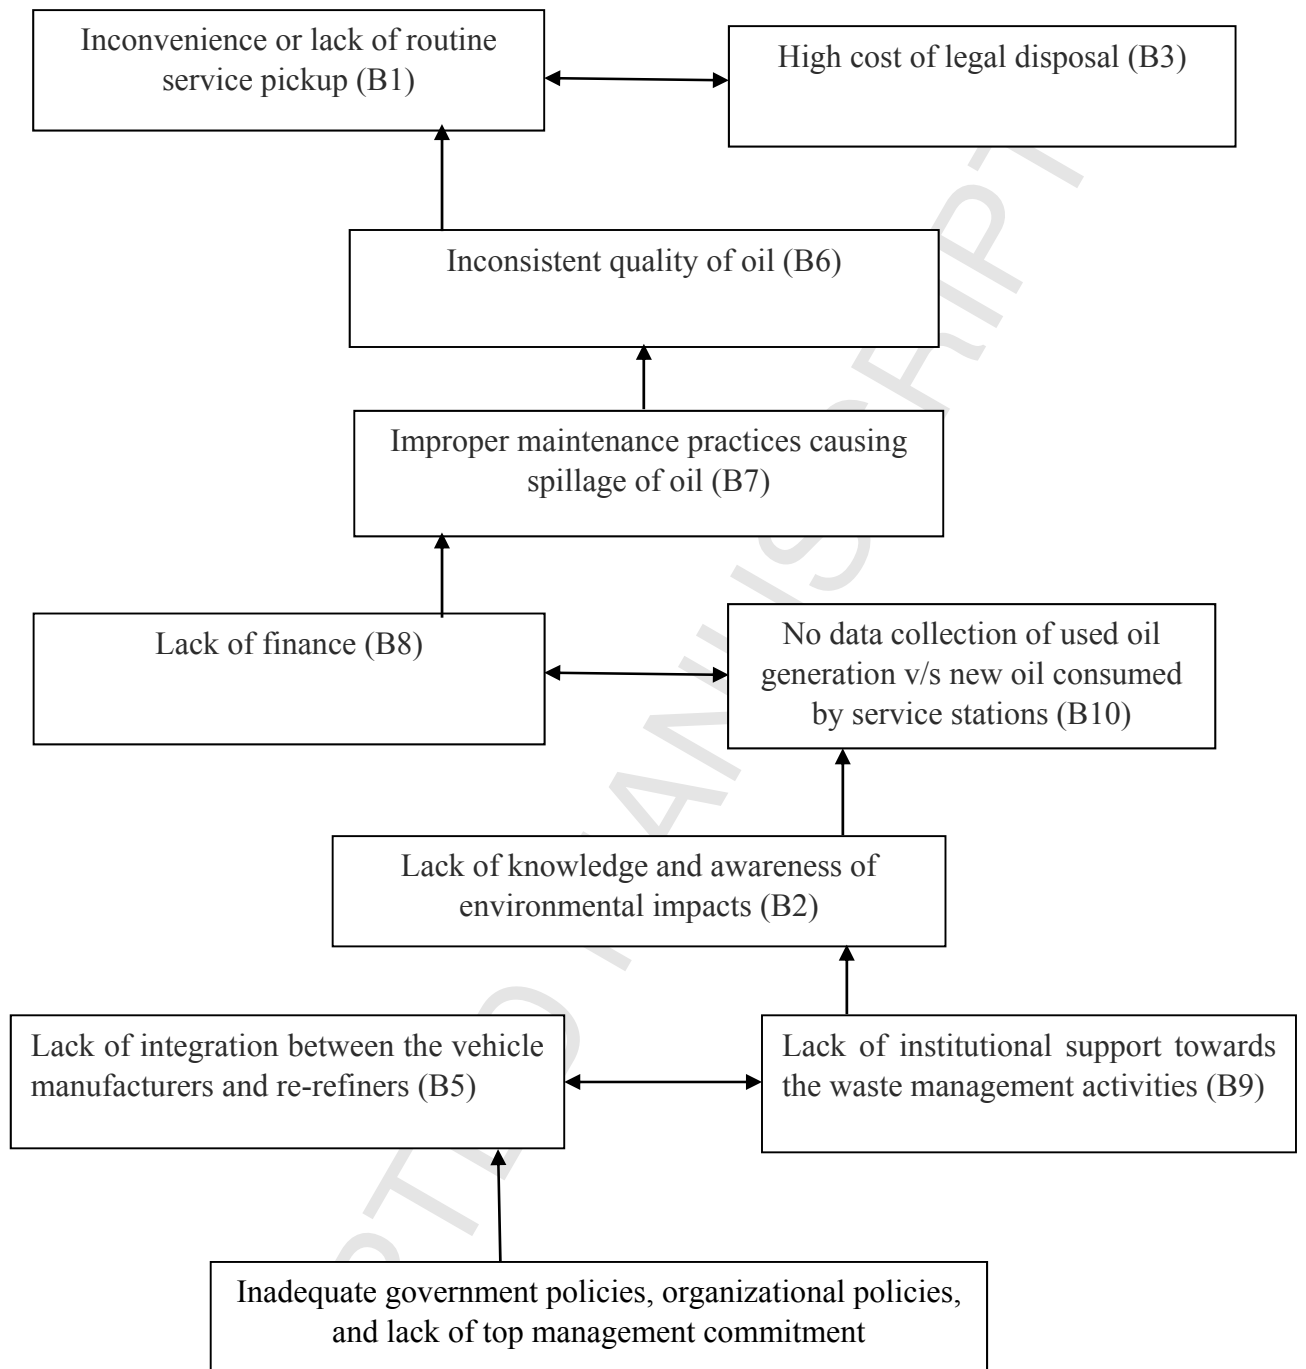 Inconvenience or lack of routine
service pickup (B1)
High cost of legal disposal (B3)
Inconsistent quality of oil (B6)
Improper maintenance practices causing
spillage of oil (B7)
Lack of finance (B8)
No data collection of used oil
generation v/s new oil consumed
by service stations (B10)
Lack of knowledge and awareness of
environmental impacts (B2)
Lack of integration between the vehicle
manufacturers and re-refiners (B5)
Lack of institutional support towards
the waste management activities (B9)
Inadequate government policies, organizational policies,
and lack of top management commitment
PTED MANUSCRIPT